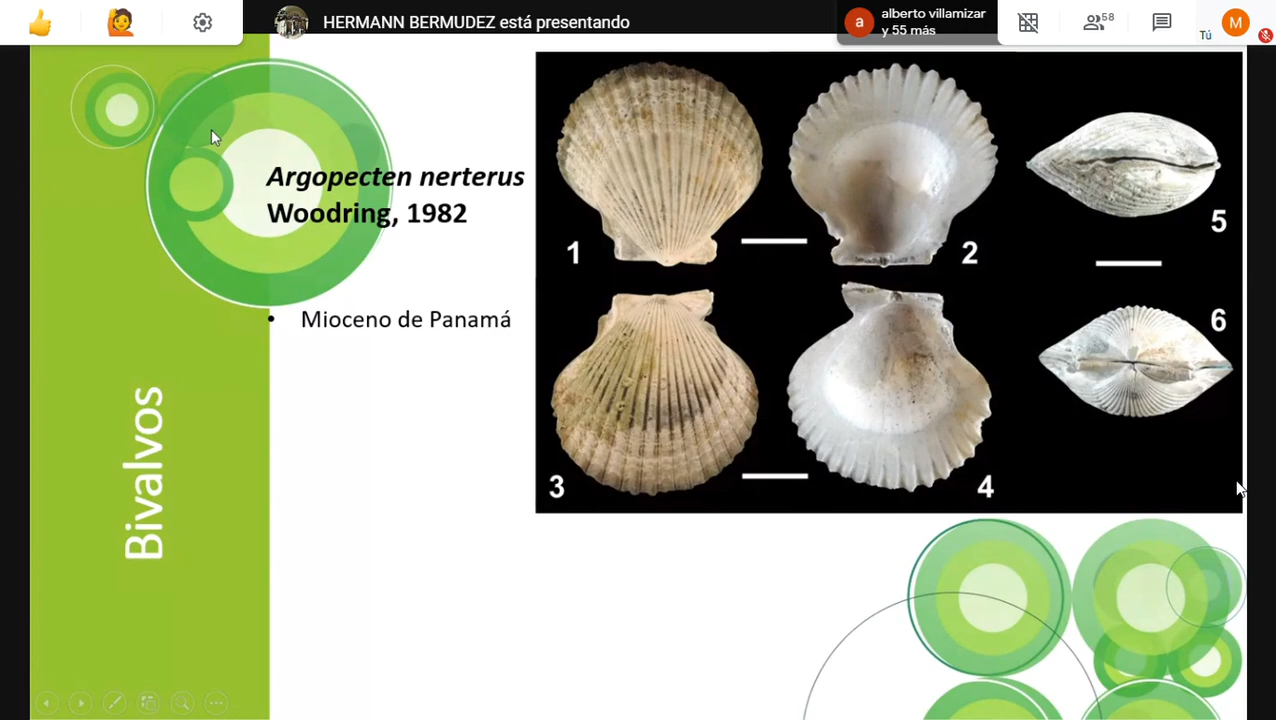 HERMANN BERMUDEZ está presentando
a
alberto villamizar
y 55 más
58
Tú
M
Argopecten nerterus
Woodring, 1982
• Mioceno de Panamá
Bivalvos
1
2
3
4
5
6